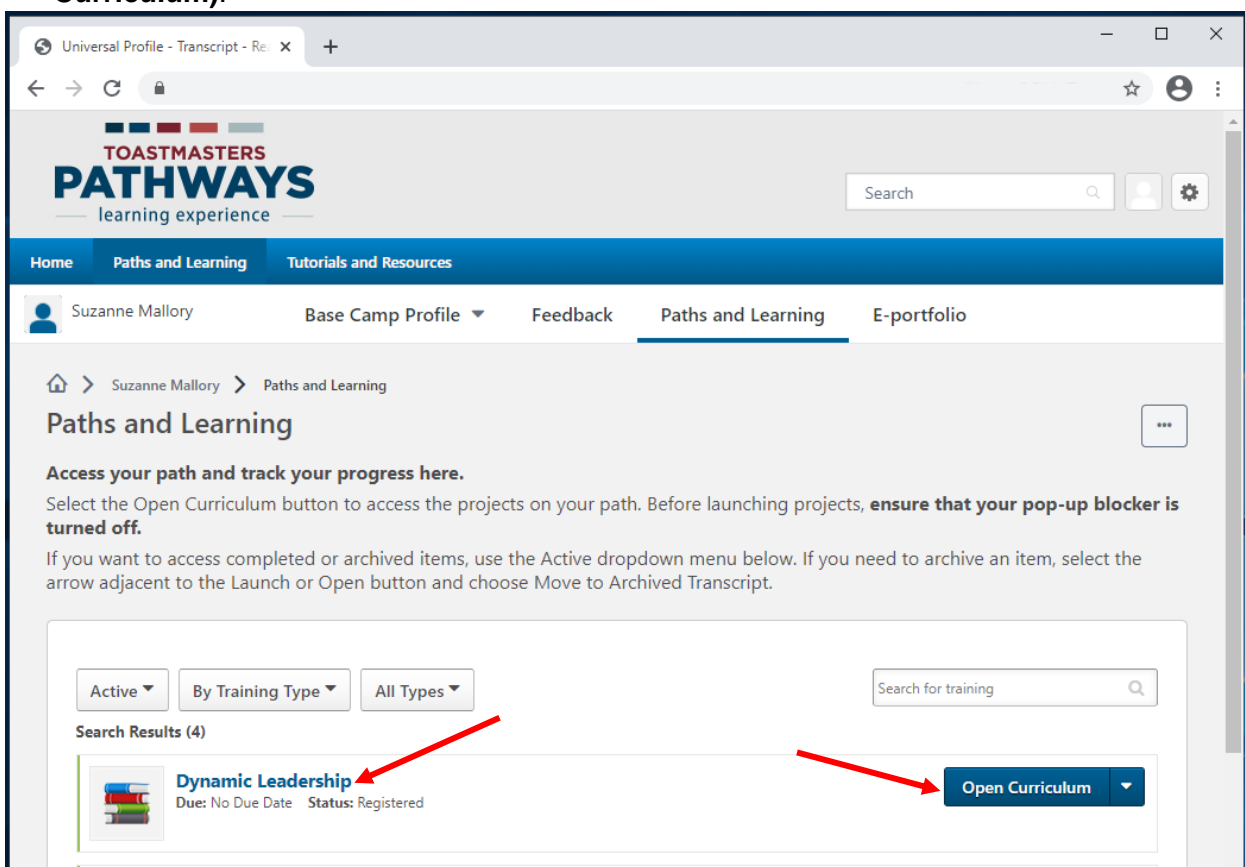 Curriculum).
Universal Profile - Transcript - Re
TOASTMASTERS
PATHWAYS
learning experience
Search
Home Paths and Learning Tutorials and Resources
Suzanne Mallory Base Camp Profile Feedback Paths and Learning E-portfolio
Suzanne Mallory Paths and Learning
Paths and Learning
Access your path and track your progress here.
Select the Open Curriculum button to access the projects on your path. Before launching projects, ensure that your pop-up blocker is
turned off.
If you want to access completed or archived items, use the Active dropdown menu below. If you need to archive an item, select the
arrow adjacent to the Launch or Open button and choose Move to Archived Transcript.
Active By Training Type All Types Search for training
Search Results (4)
Dynamic Leadership
Due: No Due Date Status: Registered
Open Curriculum